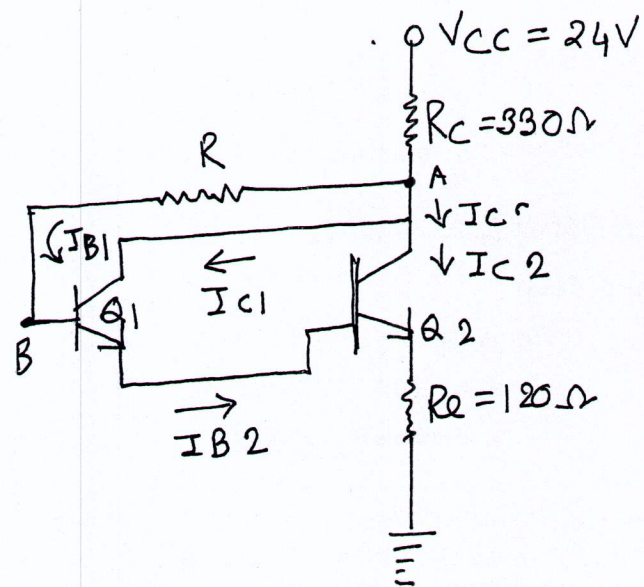 VCC = 24V
RC = 330Ω
R
A
IC
IB1
IC2
Q1
IC1
B
Q2
Re = 120Ω
IB2